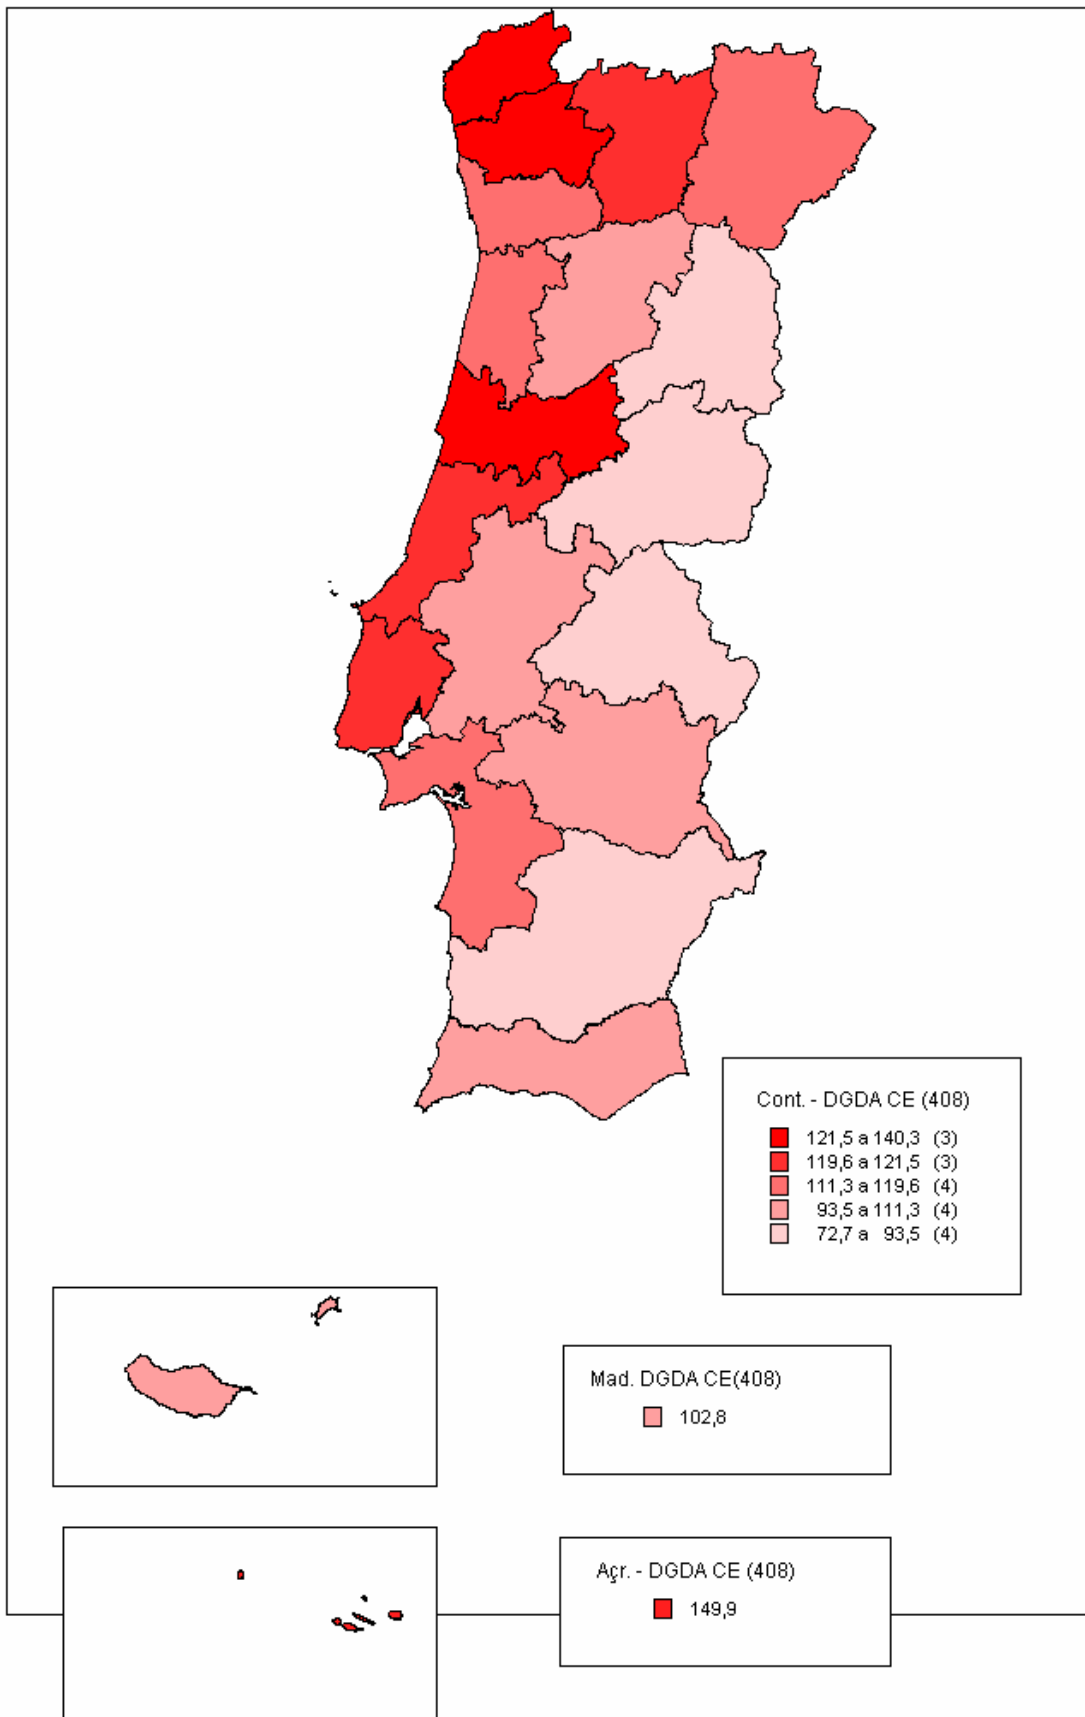 Cont. - DGDA CE (408)
121,5 a 140,3 (3)
119,6 a 121,5 (3)
111,3 a 119,6 (4)
93,5 a 111,3 (4)
72,7 a 93,5 (4)
Mad. DGDA CE(408)
102,8
Açr. - DGDA CE (408)
149,9